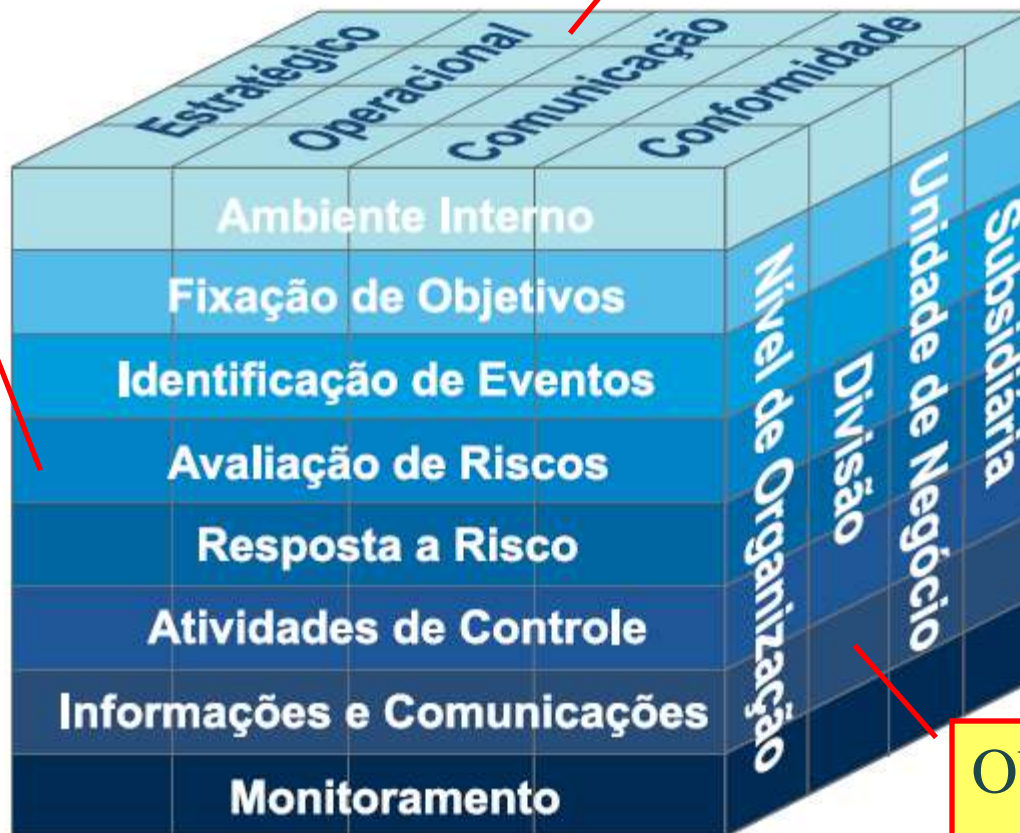 Estratégico
Operacional
Comunicação
Conformidade
Ambiente Interno
Fixação de Objetivos
Identificação de Eventos
Avaliação de Riscos
Resposta a Risco
Atividades de Controle
Informações e Comunicações
Monitoramento
Nível de Organização
Divisão
Unidade de Negócio
Subsidiária